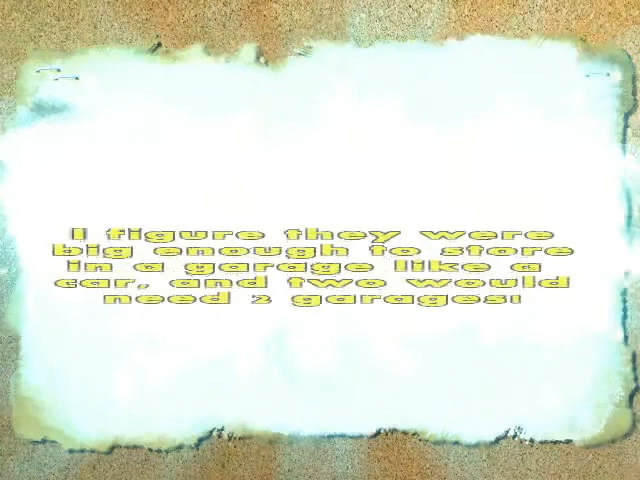 I figure they were
big enough to store
in a garage like a
car, and two would
need 2 garages!